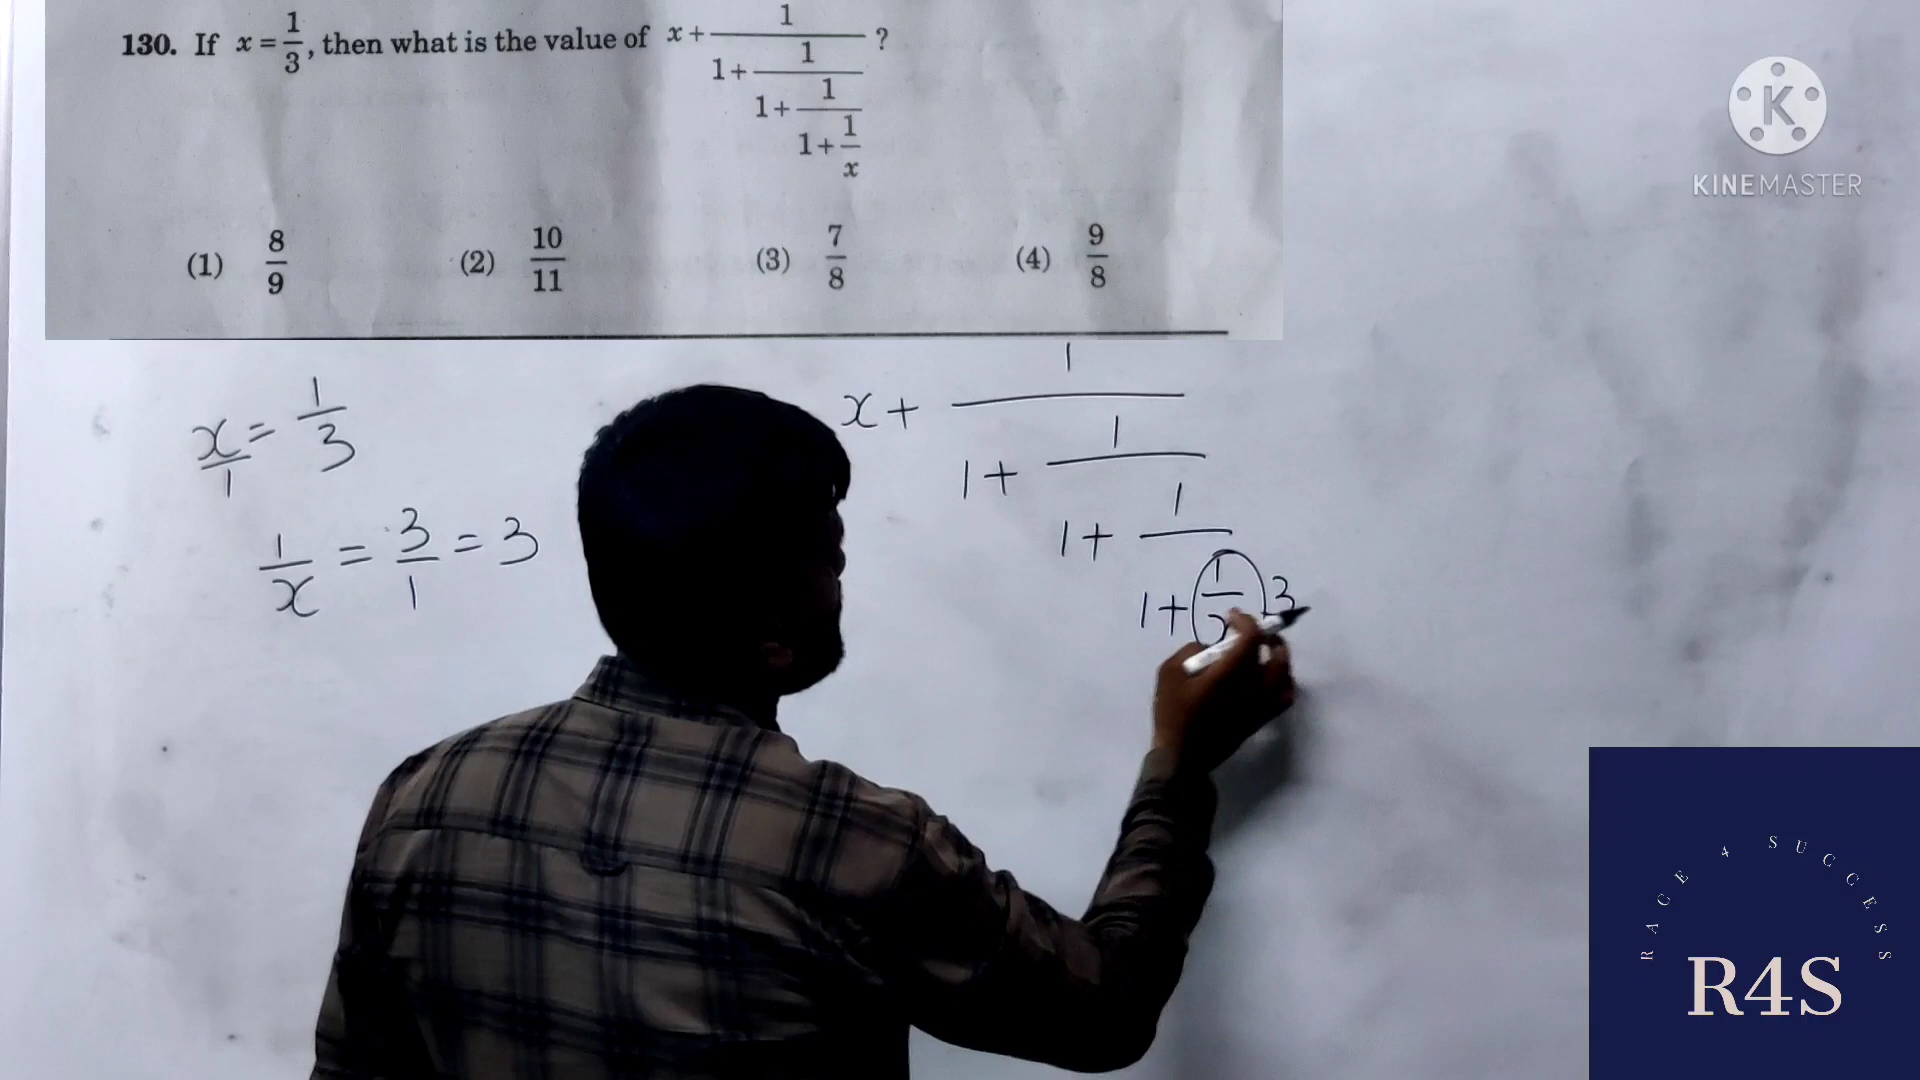 130. If x = 1/3, then what is the value of x + 1/(1 + 1/(1 + 1/(1 + 1/x))) ?
(1) 8/9 (2) 10/11 (3) 7/8 (4) 9/8
x/1 = 1/3
1/x = 3/1 = 3
x + 1/(1 + 1/(1 + 1/(1 + 1/x))) 3
K
KINEMASTER
RACE 4 SUCCESS
R4S